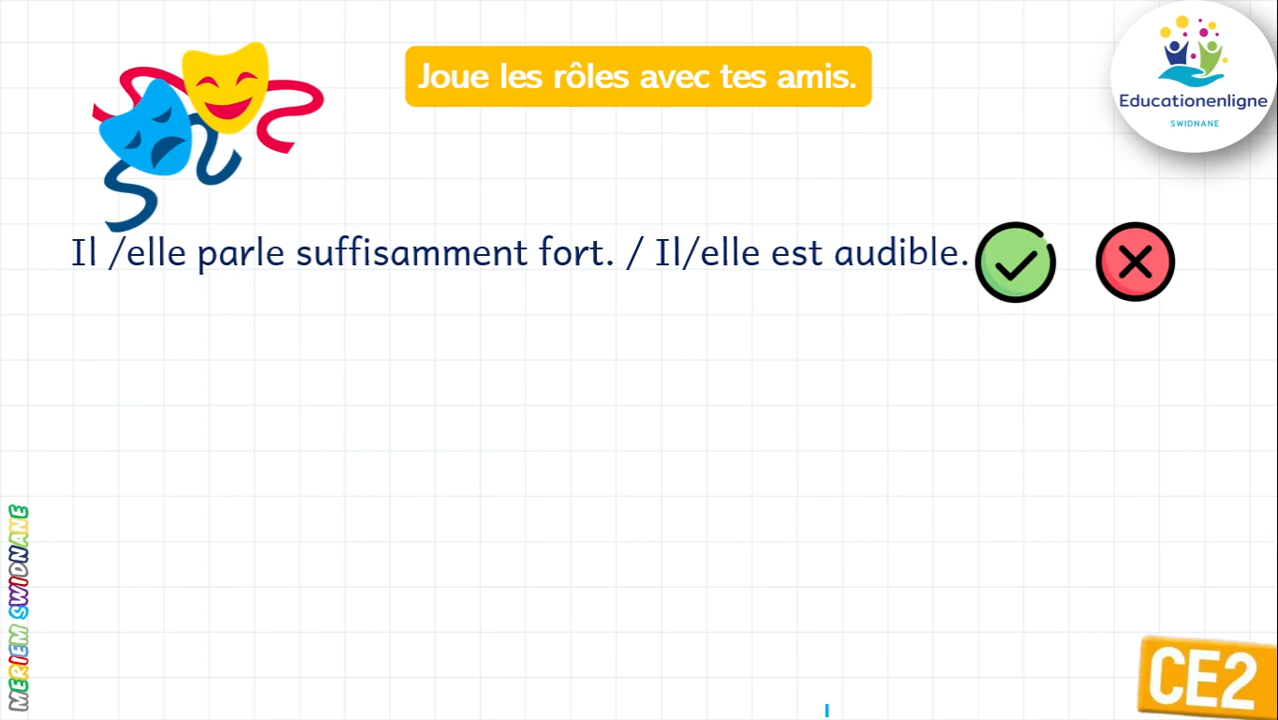 Joue les rôles avec tes amis.
Educationenligne
SWIDNANE
Il /elle parle suffisamment fort. / Il/elle est audible.
MERIEM SWIDNANE
CE2